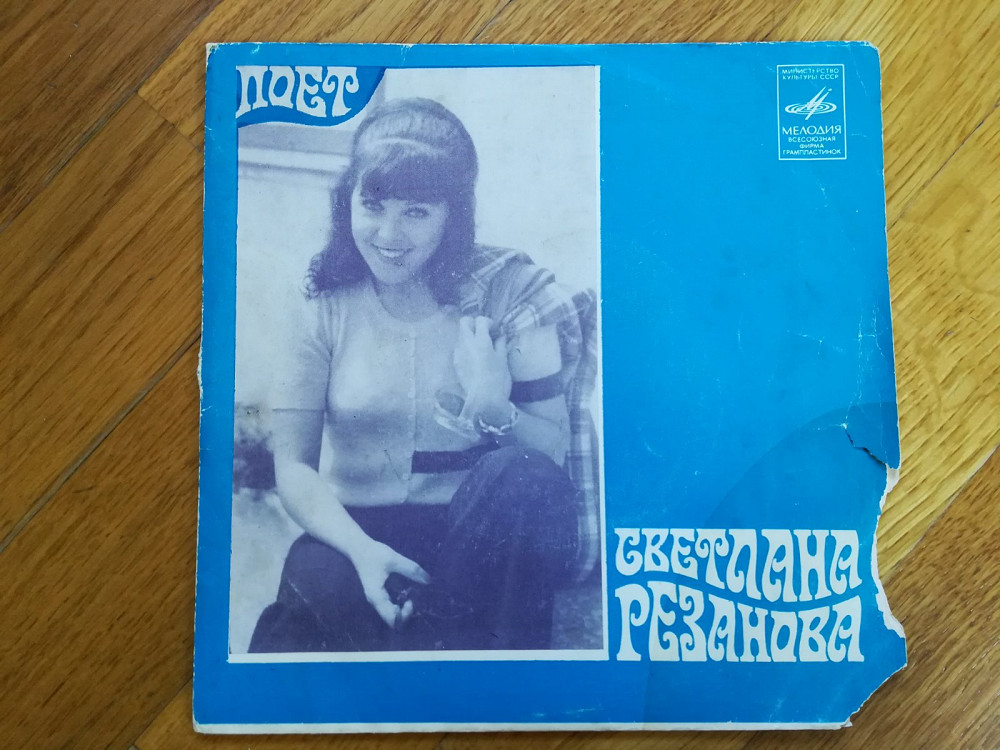 ПОЕТ
МИНИСТЕРСТВО
КУЛЬТУРЫ СССР
МЕЛОДИЯ
ВСЕСОЮЗНАЯ
ФИРМА
ГРАМПЛАСТИНОК
СВЕТЛАНА
РЕЗАНОВА